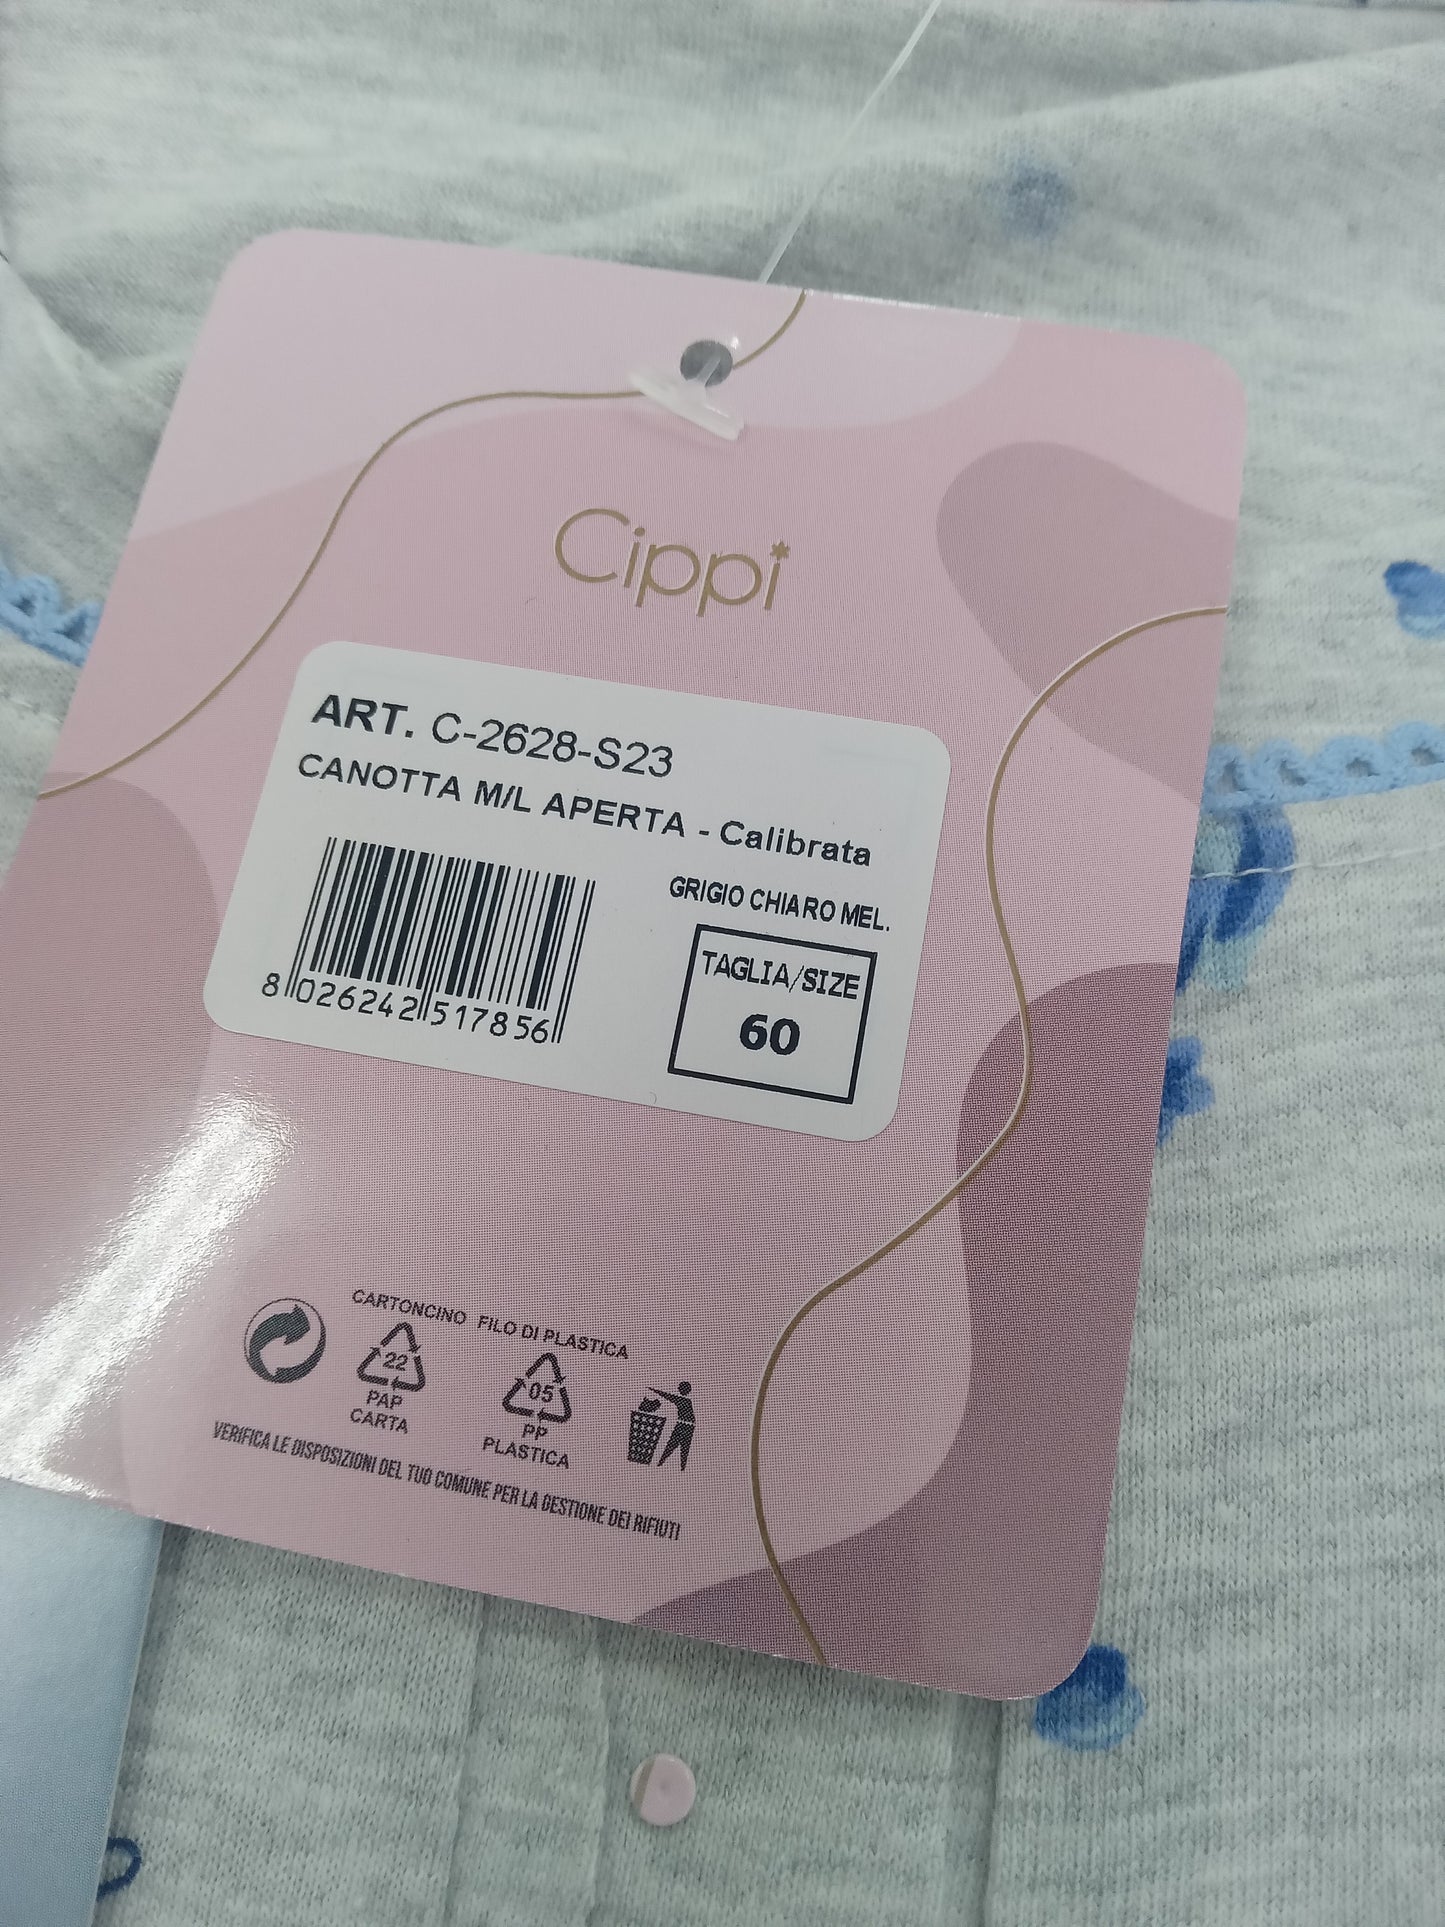 Cippi
ART. C-2628-S23
CANOTTA M/L APERTA - Calibrata
GRIGIO CHIARO MEL.
TAGLIA/SIZE
60
8 026242 517856
CARTONCINO FILO DI PLASTICA
22
05
PAP
CARTA
PP
PLASTICA
VERIFICA LE DISPOSIZIONI DEL TUO COMUNE PER LA GESTIONE DEI RIFIUTI